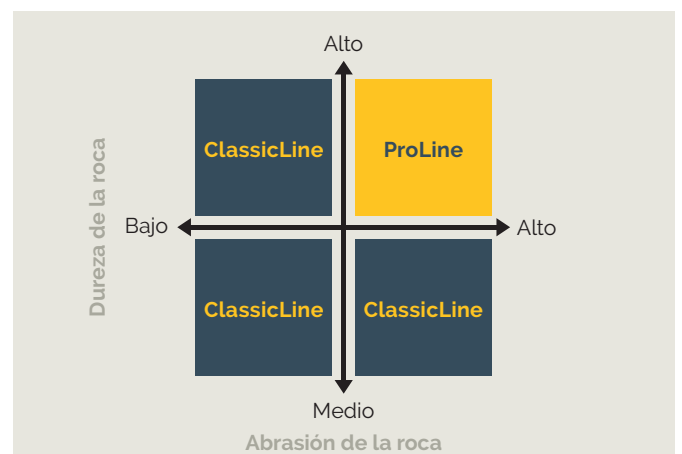 Alto
ClassicLine
ProLine
Dureza de la roca
Bajo
Alto
ClassicLine
ClassicLine
Medio
Abrasión de la roca